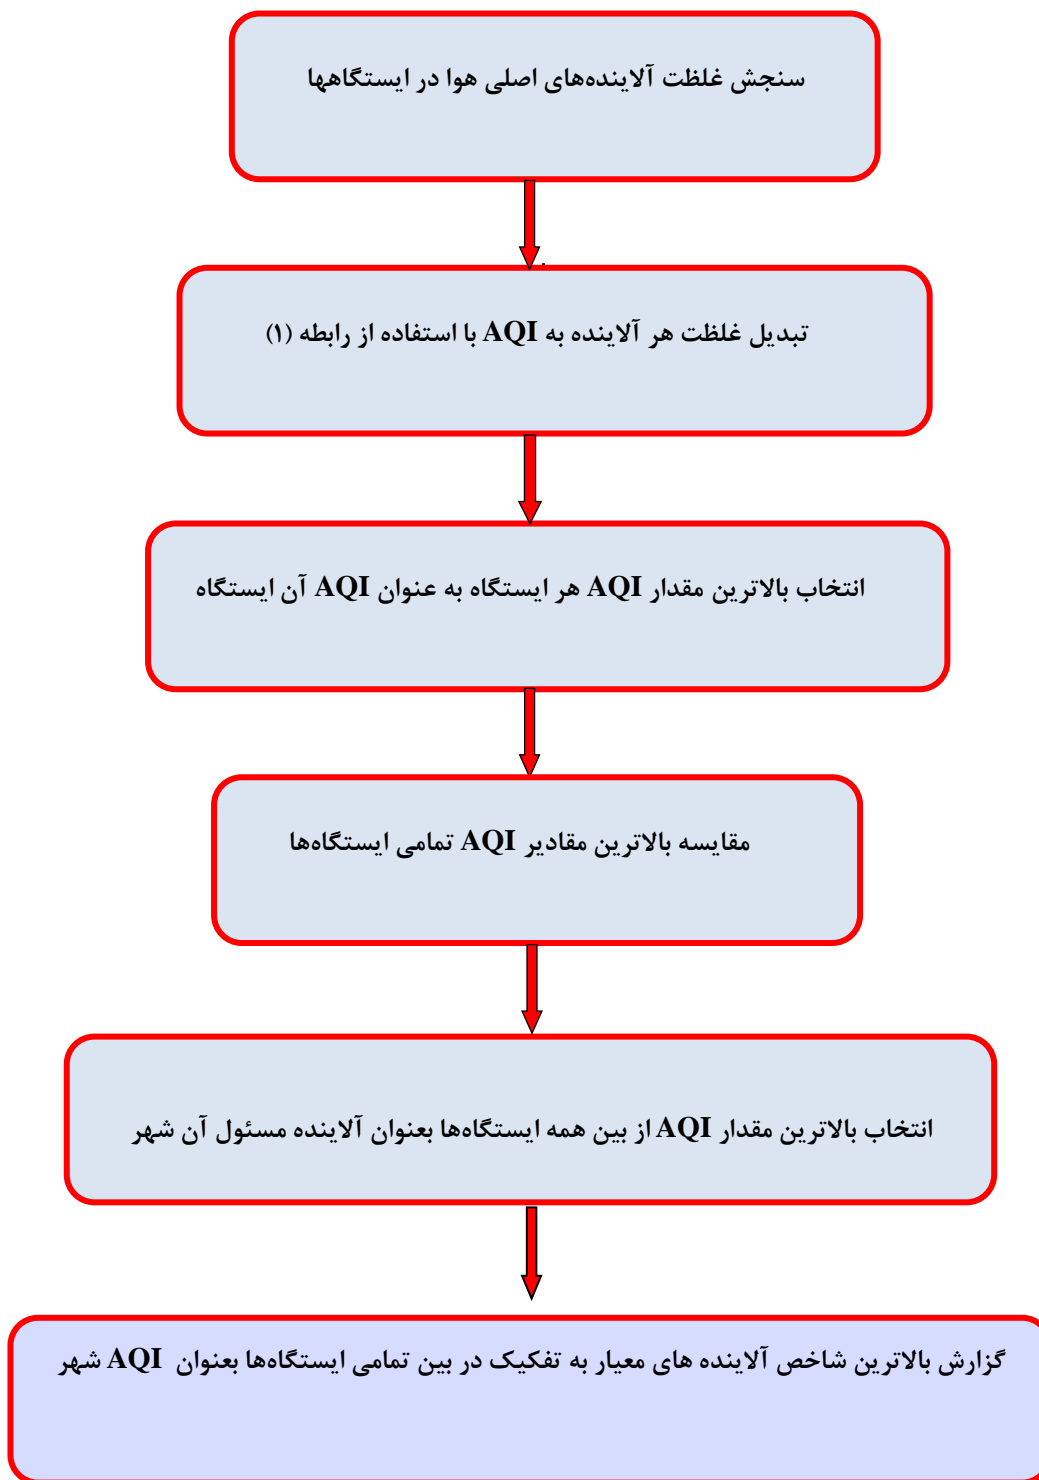 سنجش غلظت آلاینده‌های اصلی هوا در ایستگاهها
تبدیل غلظت هر آلاینده به AQI با استفاده از رابطه (۱)
انتخاب بالاترین مقدار AQI هر ایستگاه به عنوان AQI آن ایستگاه
مقایسه بالاترین مقادیر AQI تمامی ایستگاه‌ها
انتخاب بالاترین مقدار AQI از بین همه ایستگاه‌ها بعنوان آلاینده مسئول آن شهر
گزارش بالاترین شاخص آلاینده های معیار به تفکیک در بین تمامی ایستگاه‌ها بعنوان AQI شهر